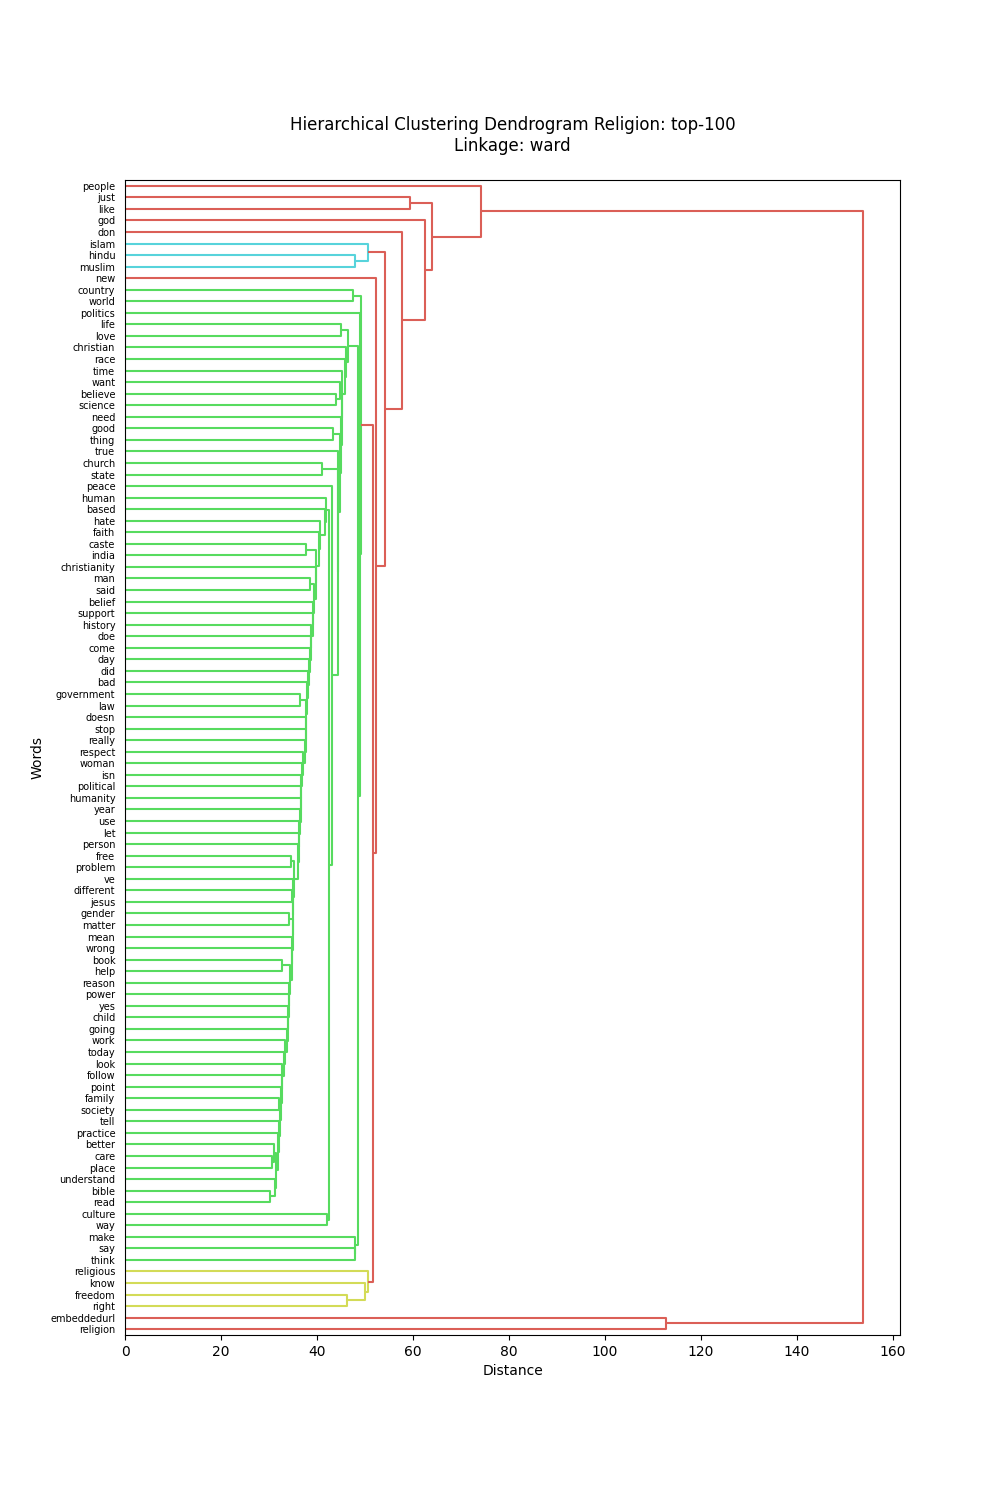 Hierarchical Clustering Dendrogram Religion: top-100
Linkage: ward
people
just
like
god
don
islam
hindu
muslim
new
country
world
politics
life
love
christian
race
time
want
believe
science
need
good
thing
true
church
state
peace
human
based
hate
faith
caste
india
christianity
man
said
belief
support
history
doe
come
day
did
bad
government
law
doesn
stop
really
respect
woman
isn
political
humanity
year
use
let
person
free
problem
ve
different
jesus
gender
matter
mean
wrong
book
help
reason
power
yes
child
going
work
today
look
follow
point
family
society
tell
practice
better
care
place
understand
bible
read
culture
way
make
say
think
religious
know
freedom
right
embeddedurl
religion
Words
0 20 40 60 80 100 120 140 160
Distance